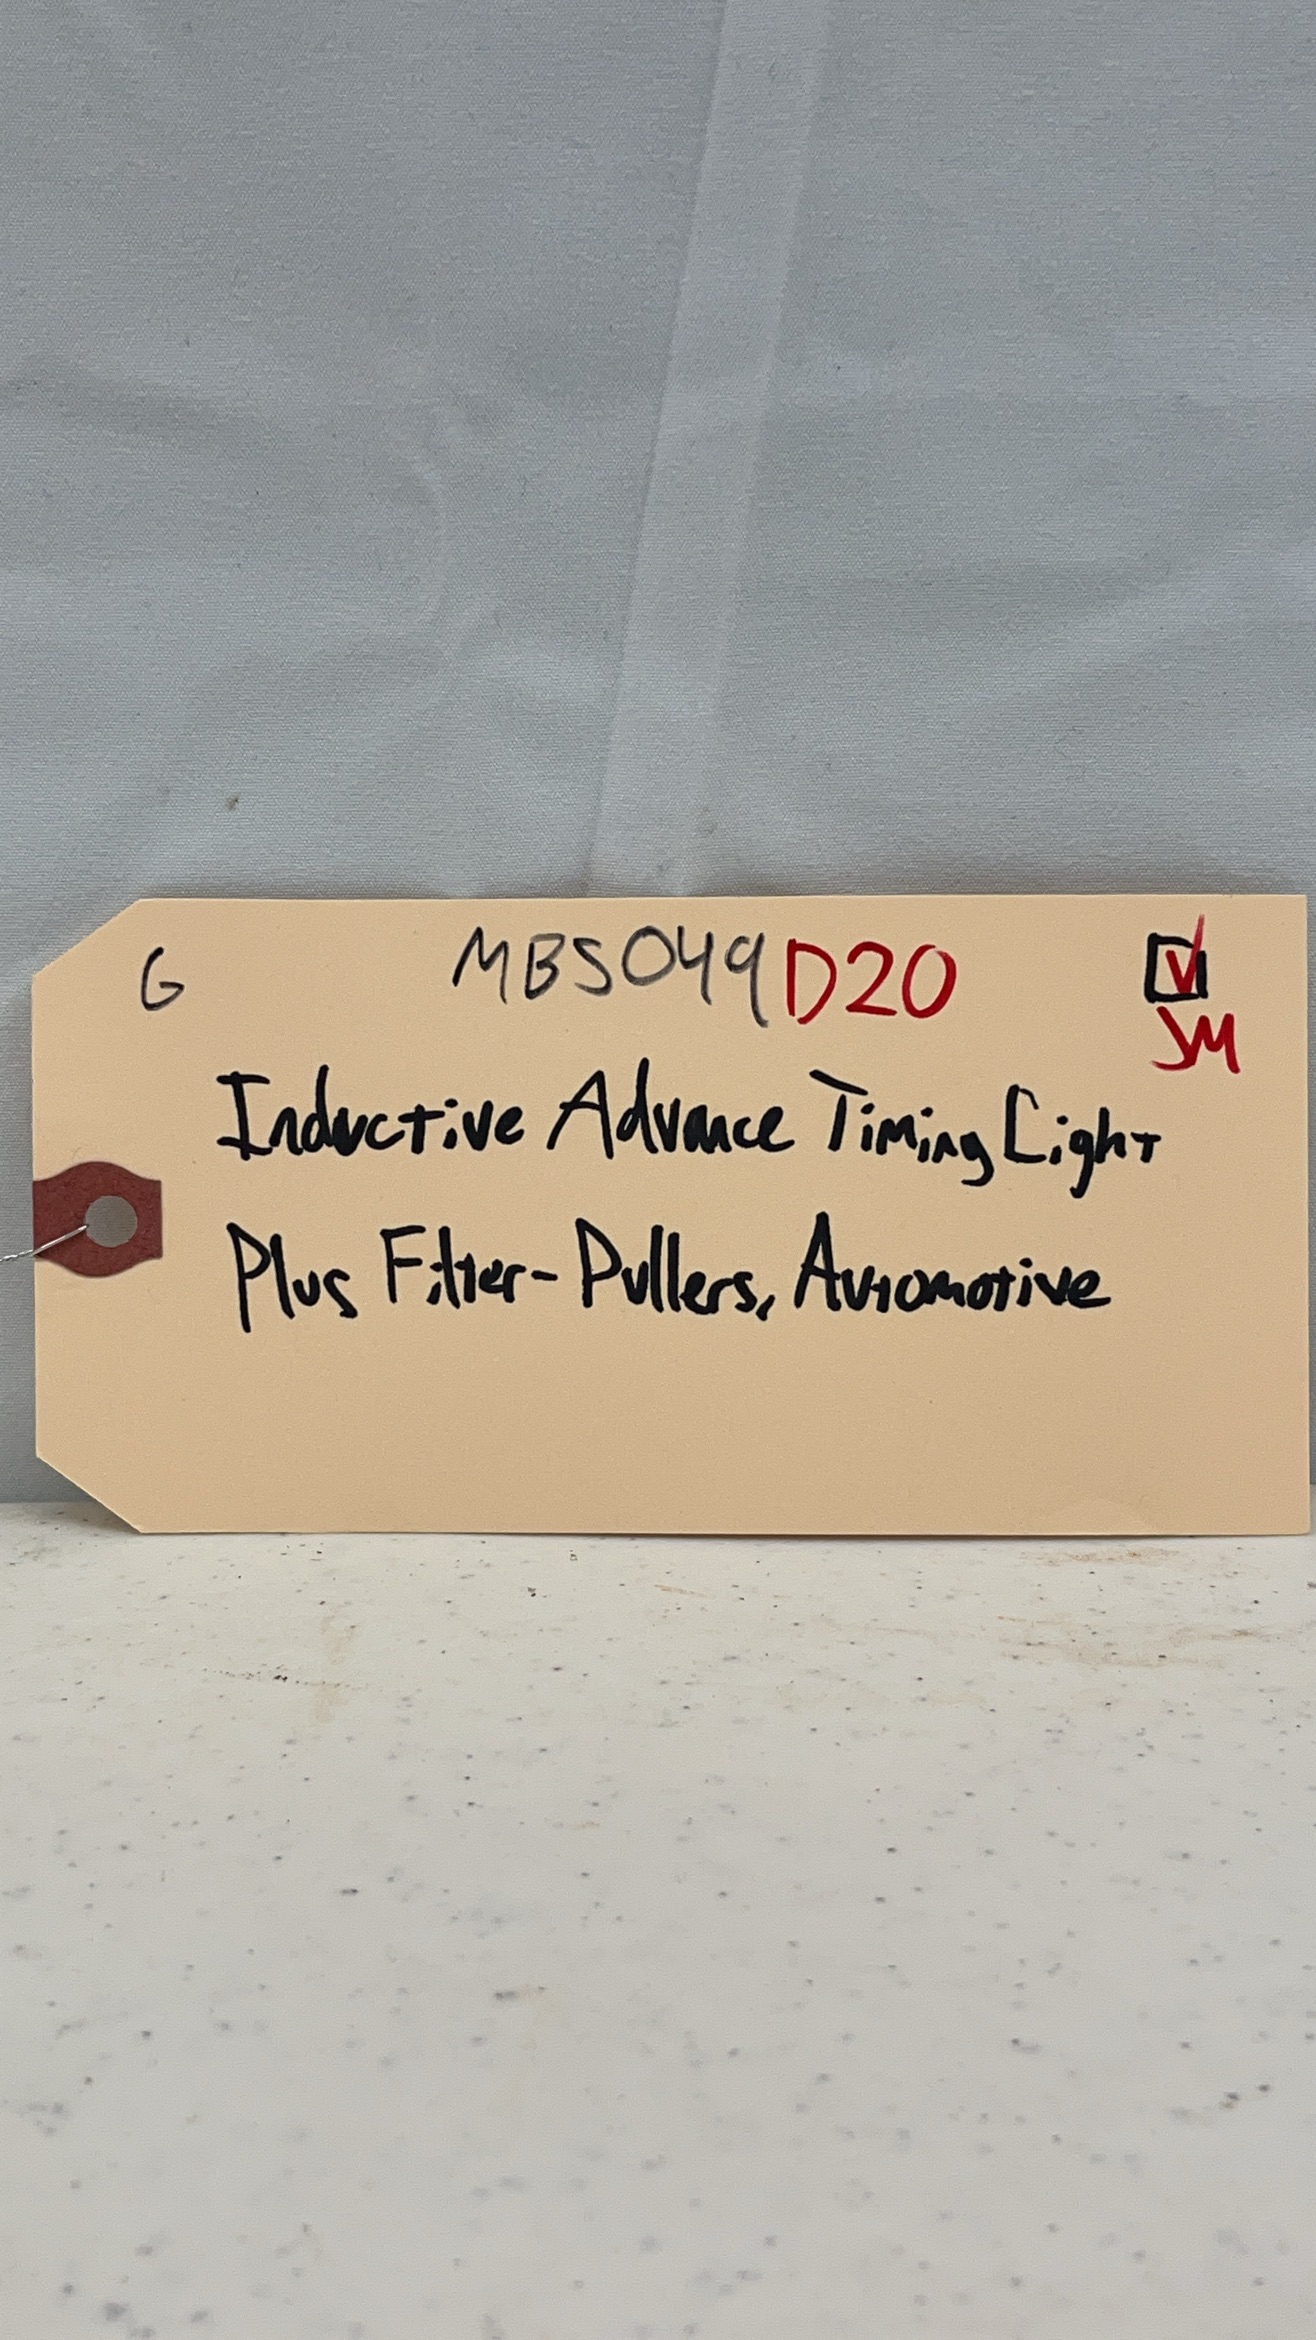 G MBS049D20 ☑
JM
Inductive Advance Timing Light
Plus Filter-Pullers, Automotive